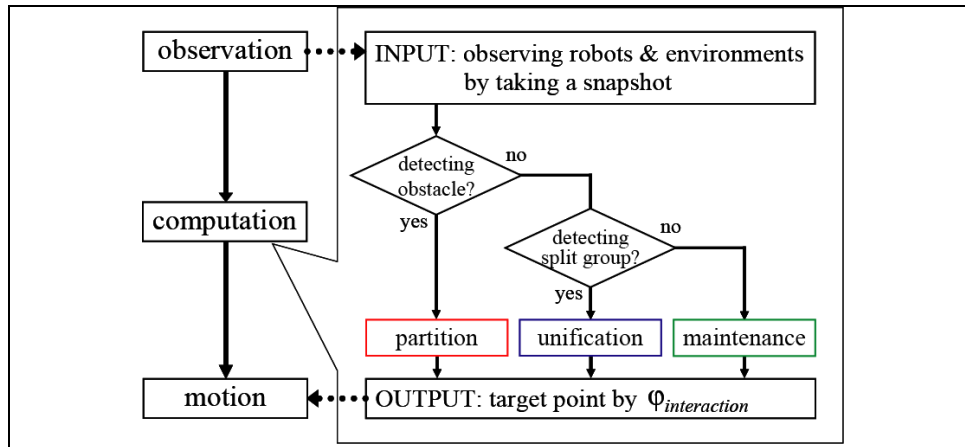 observation
INPUT: observing robots & environments
by taking a snapshot
detecting
obstacle?
no
yes
computation
detecting
split group?
no
yes
partition
unification
maintenance
motion
OUTPUT: target point by φinteraction